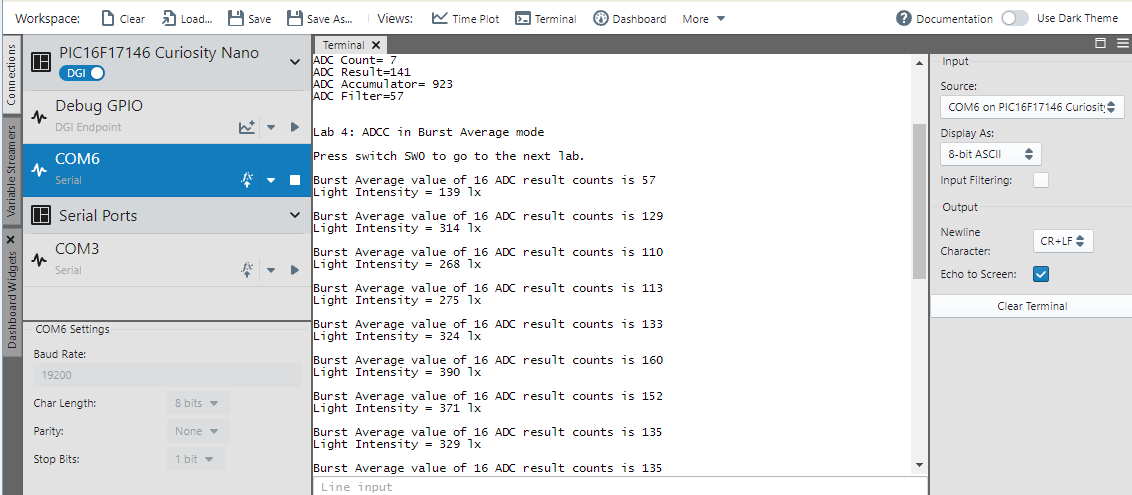 Workspace: Clear Load... Save Save As... Views: Time Plot Terminal Dashboard More Documentation Use Dark Theme
Connections
Variable Streamers
Dashboard Widgets
PIC16F17146 Curiosity Nano
DGI
Debug GPIO
DGI Endpoint
COM6
Serial
Serial Ports
COM3
Serial
COM6 Settings
Baud Rate:
19200
Char Length: 8 bits
Parity: None
Stop Bits: 1 bit
Terminal
ADC Count= 7
ADC Result=141
ADC Accumulator= 923
ADC Filter=57
Lab 4: ADCC in Burst Average mode
Press switch SW0 to go to the next lab.
Burst Average value of 16 ADC result counts is 57
Light Intensity = 139 lx
Burst Average value of 16 ADC result counts is 129
Light Intensity = 314 lx
Burst Average value of 16 ADC result counts is 110
Light Intensity = 268 lx
Burst Average value of 16 ADC result counts is 113
Light Intensity = 275 lx
Burst Average value of 16 ADC result counts is 133
Light Intensity = 324 lx
Burst Average value of 16 ADC result counts is 160
Light Intensity = 390 lx
Burst Average value of 16 ADC result counts is 152
Light Intensity = 371 lx
Burst Average value of 16 ADC result counts is 135
Light Intensity = 329 lx
Burst Average value of 16 ADC result counts is 135
Line input
Input
Source:
COM6 on PIC16F17146 Curiosity
Display As:
8-bit ASCII
Input Filtering:
Output
Newline
Character: CR+LF
Echo to Screen:
Clear Terminal